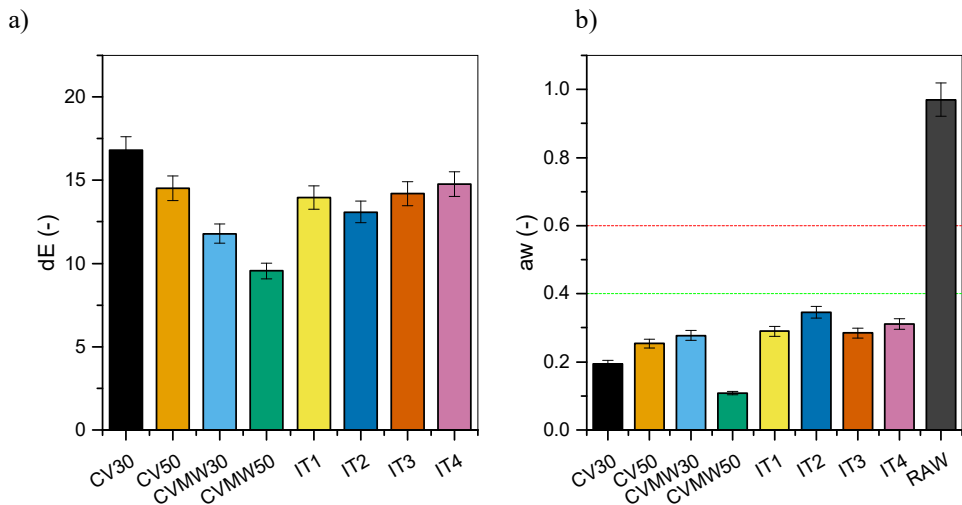 a)
b)
20
15
10
5
0
dE (-)
CV30
CV50
CVMW30
CVMW50
IT1
IT2
IT3
IT4
1.0
0.8
0.6
0.4
0.2
0.0
aw (-)
CV30
CV50
CVMW30
CVMW50
IT1
IT2
IT3
IT4
RAW